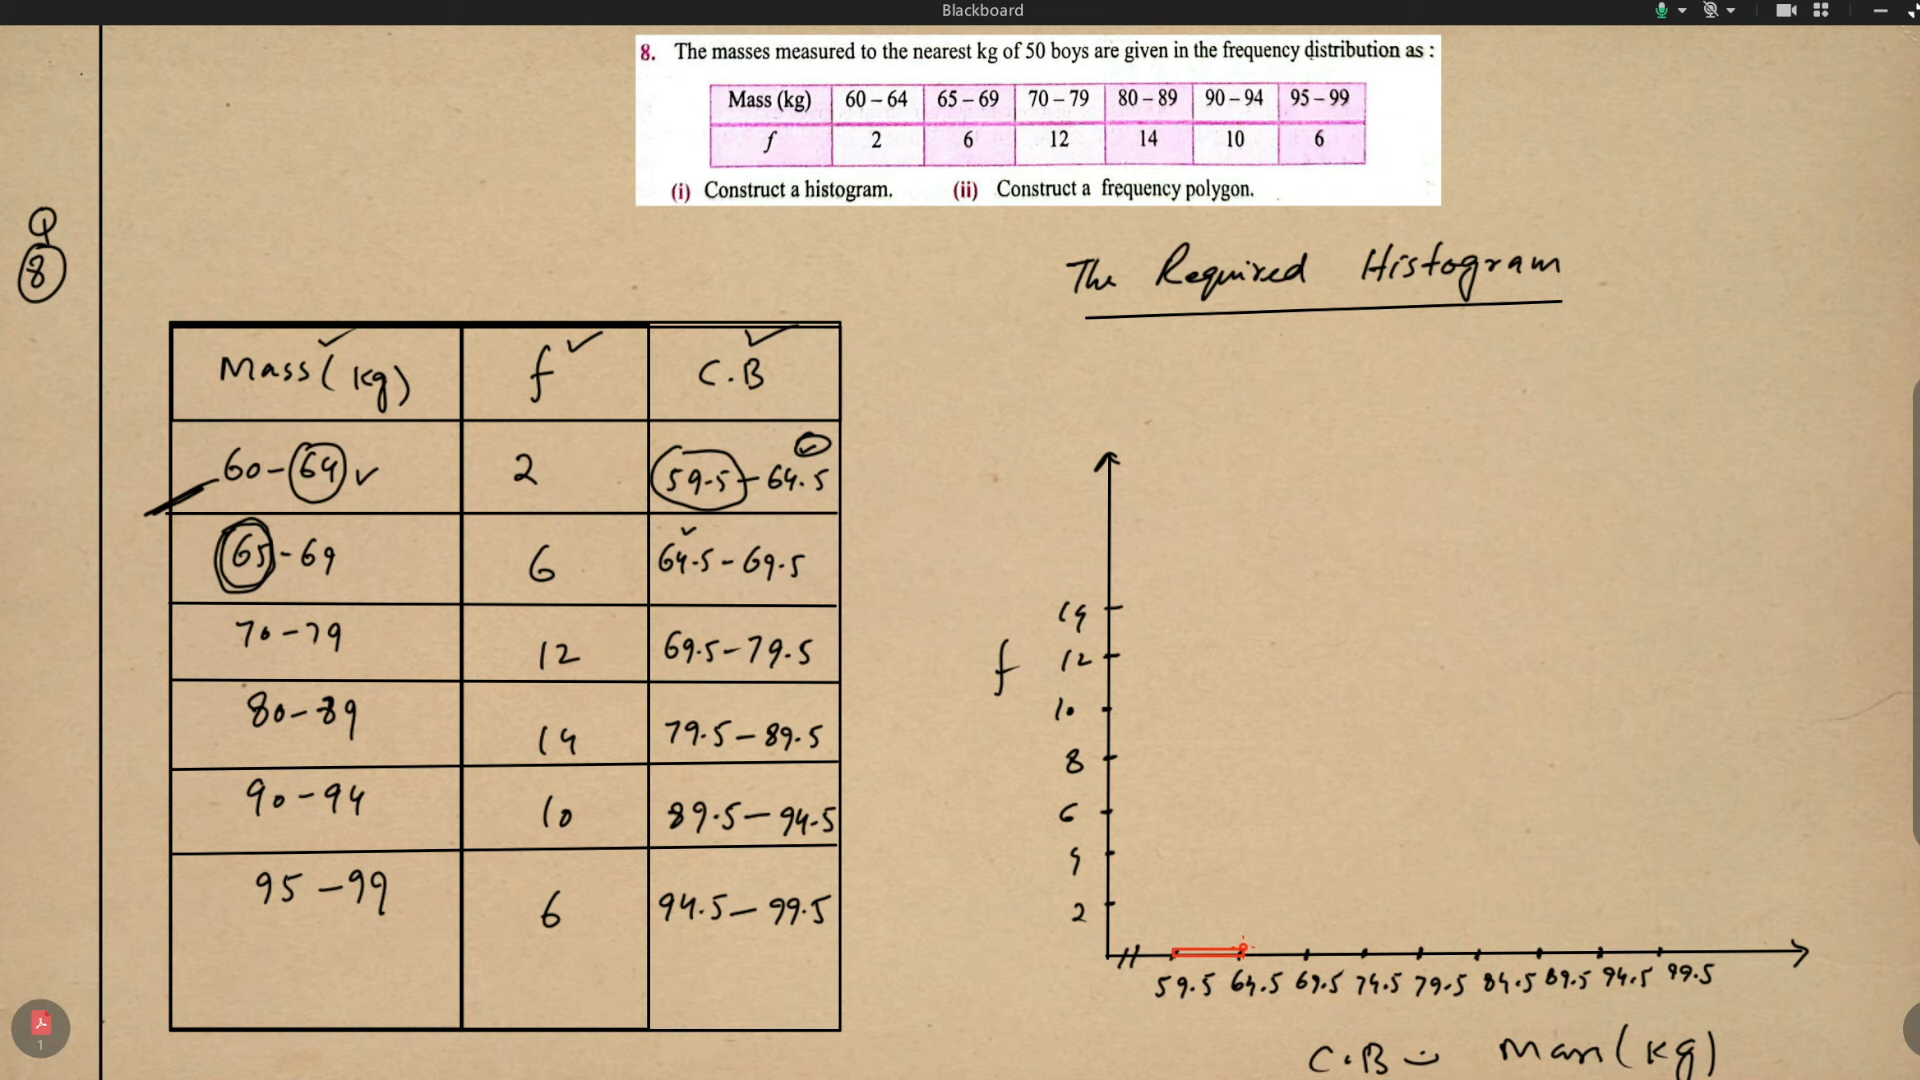 Blackboard
8. The masses measured to the nearest kg of 50 boys are given in the frequency distribution as :
Mass (kg) 60 – 64 65 – 69 70 – 79 80 – 89 90 – 94 95 – 99
f 2 6 12 14 10 6
(i) Construct a histogram. (ii) Construct a frequency polygon.
Q
8
The Required Histogram
Mass (kg) f C.B
60-64 2 59.5-64.5
65-69 6 64.5-69.5
70-79 12 69.5-79.5
80-89 14 79.5-89.5
90-94 10 89.5-94.5
95-99 6 94.5-99.5
f
14
12
10
8
6
4
2
59.5 64.5 69.5 74.5 79.5 84.5 89.5 94.5 99.5
C.B Mass (kg)
1